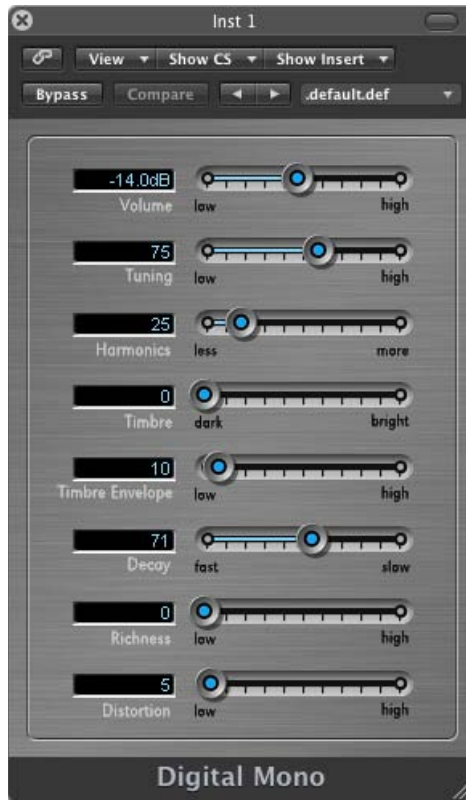 Inst 1
View Show CS Show Insert
Bypass Compare .default.def
-14.0dB
Volume low high
75
Tuning low high
25
Harmonics less more
0
Timbre dark bright
10
Timbre Envelope low high
71
Decay fast slow
0
Richness low high
5
Distortion low high
Digital Mono